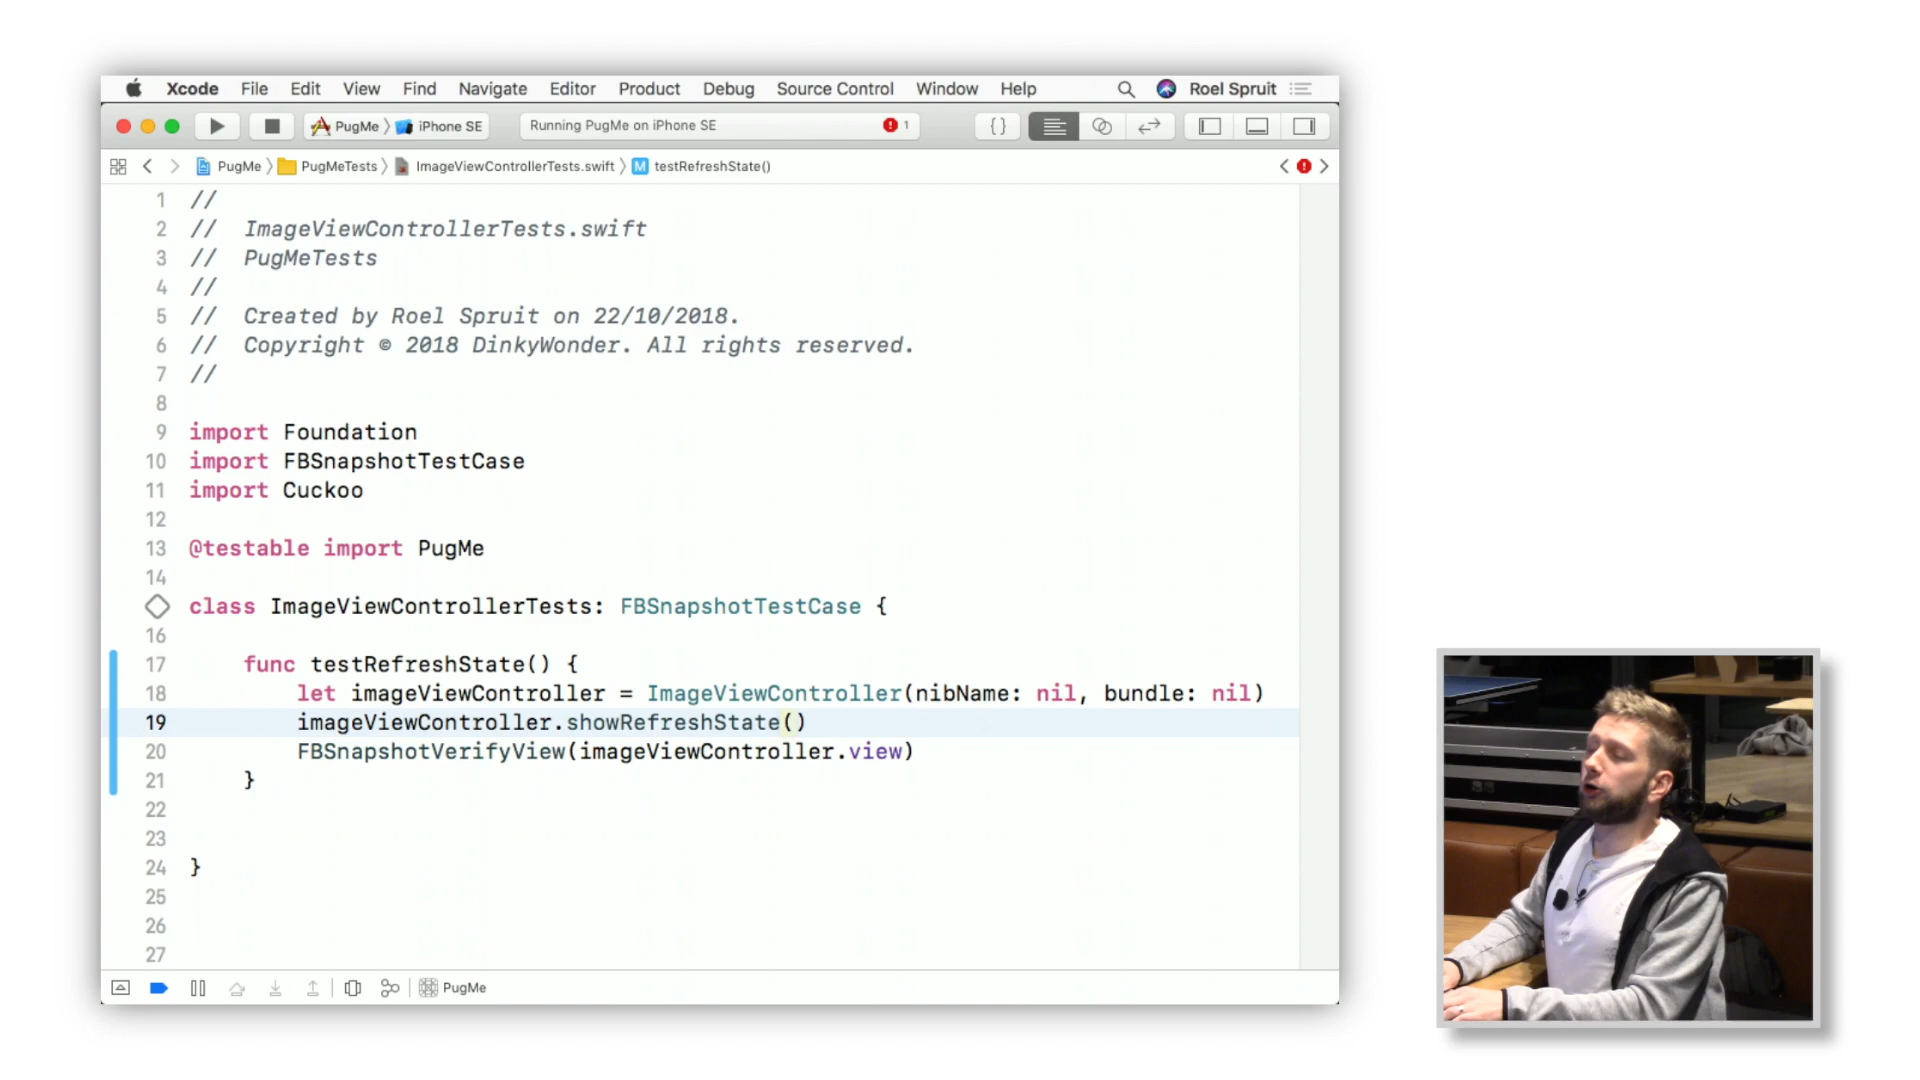 Xcode File Edit View Find Navigate Editor Product Debug Source Control Window Help Roel Spruit
PugMe iPhone SE Running PugMe on iPhone SE 1 { }
PugMe PugMeTests ImageViewControllerTests.swift M testRefreshState()
1 //
2 // ImageViewControllerTests.swift
3 // PugMeTests
4 //
5 // Created by Roel Spruit on 22/10/2018.
6 // Copyright © 2018 DinkyWonder. All rights reserved.
7 //
8
9 import Foundation
10 import FBSnapshotTestCase
11 import Cuckoo
12
13 @testable import PugMe
14
class ImageViewControllerTests: FBSnapshotTestCase {
16
17 func testRefreshState() {
18 let imageViewController = ImageViewController(nibName: nil, bundle: nil)
19 imageViewController.showRefreshState()
20 FBSnapshotVerifyView(imageViewController.view)
21 }
22
23
24 }
25
26
27
PugMe